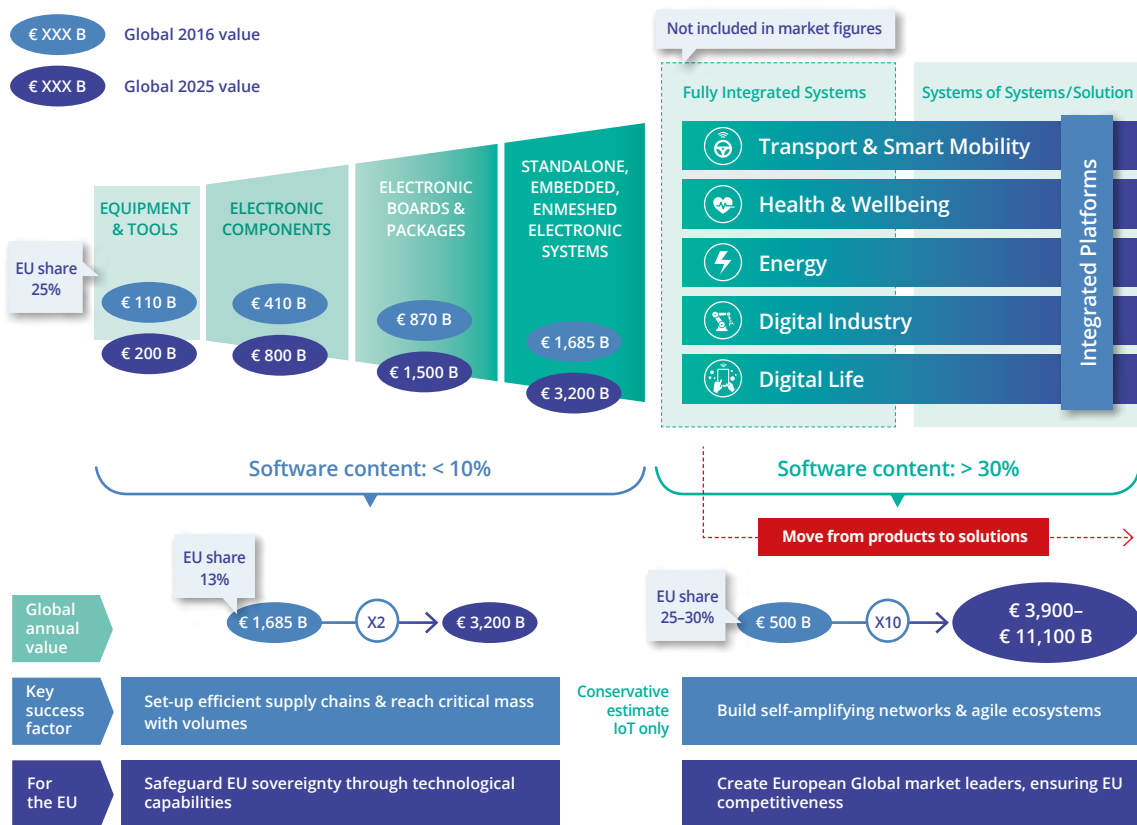 € XXX B
Global 2016 value
€ XXX B
Global 2025 value
Not included in market figures
Fully Integrated Systems
Systems of Systems/Solution
EQUIPMENT
& TOOLS
ELECTRONIC
COMPONENTS
ELECTRONIC
BOARDS &
PACKAGES
STANDALONE,
EMBEDDED,
ENMESHED
ELECTRONIC
SYSTEMS
EU share
25%
€ 110 B
€ 200 B
€ 410 B
€ 800 B
€ 870 B
€ 1,500 B
€ 1,685 B
€ 3,200 B
Transport & Smart Mobility
Health & Wellbeing
Energy
Digital Industry
Digital Life
Integrated Platforms
Software content: < 10%
Software content: > 30%
Move from products to solutions
Global
annual
value
EU share
13%
€ 1,685 B
X2
€ 3,200 B
EU share
25–30%
€ 500 B
X10
€ 3,900–
€ 11,100 B
Key
success
factor
Set-up efficient supply chains & reach critical mass
with volumes
Conservative
estimate
IoT only
Build self-amplifying networks & agile ecosystems
For
the EU
Safeguard EU sovereignty through technological
capabilities
Create European Global market leaders, ensuring EU
competitiveness